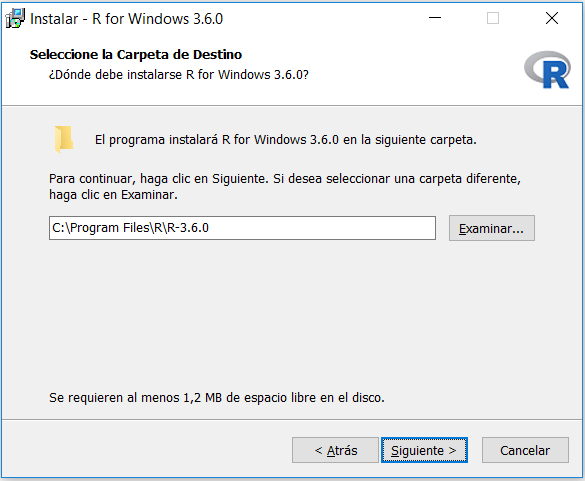 Instalar - R for Windows 3.6.0
Seleccione la Carpeta de Destino
¿Dónde debe instalarse R for Windows 3.6.0?
R
El programa instalará R for Windows 3.6.0 en la siguiente carpeta.
Para continuar, haga clic en Siguiente. Si desea seleccionar una carpeta diferente,
haga clic en Examinar.
C:\Program Files\R\R-3.6.0
Examinar...
Se requieren al menos 1,2 MB de espacio libre en el disco.
< Atrás
Siguiente >
Cancelar